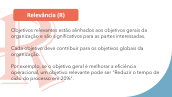 Relevância (R)
Objetivos relevantes estão alinhados aos objetivos gerais da
organização e são significativos para as partes interessadas.
Cada objetivo deve contribuir para os objetivos globais da
organização.
Por exemplo, se o objetivo geral é melhorar a eficiência
operacional, um objetivo relevante pode ser "Reduzir o tempo de
ciclo do processo em 20%".